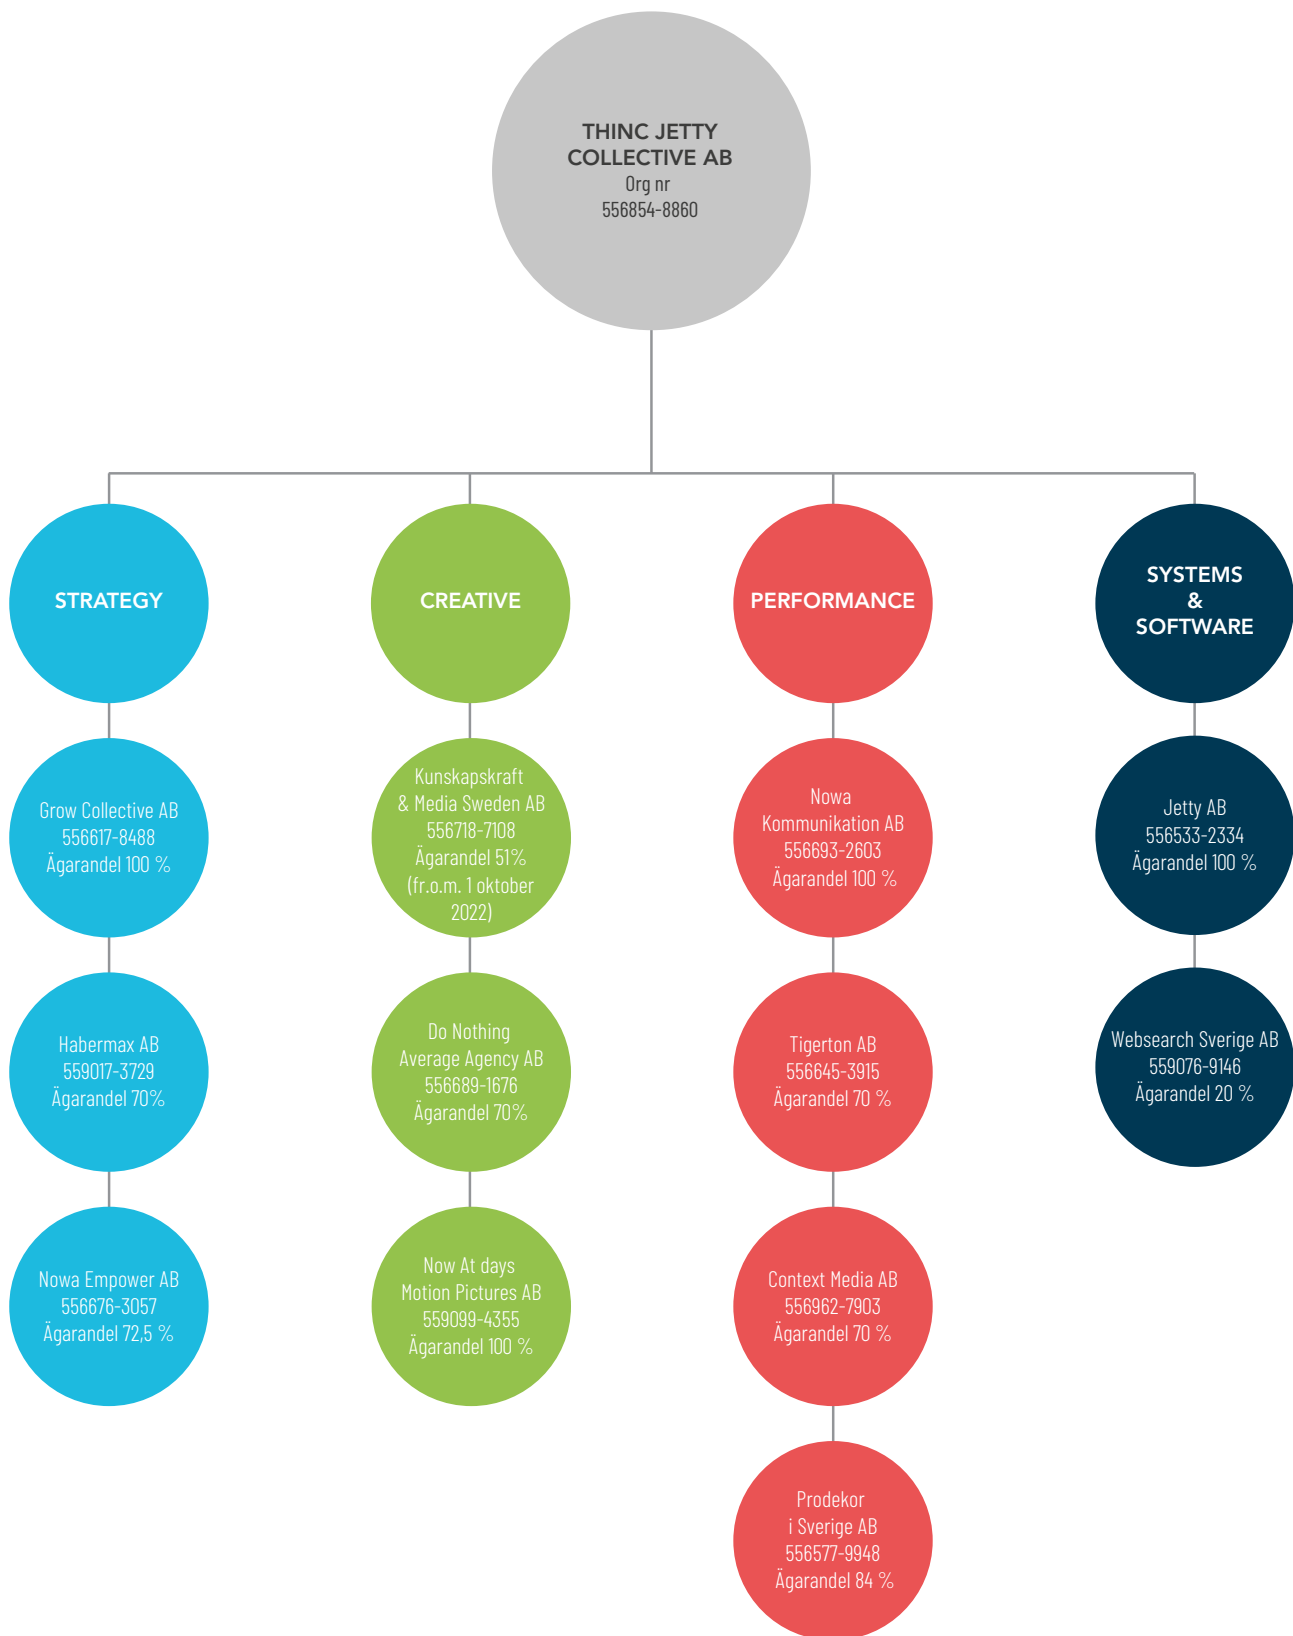 THINC JETTY
COLLECTIVE AB
Org nr
556854-8860
STRATEGY
CREATIVE
PERFORMANCE
SYSTEMS
&
SOFTWARE
Grow Collective AB
556617-8488
Ägarandel 100 %
Kunskapskraft
& Media Sweden AB
556718-7108
Ägarandel 51%
(fr.o.m. 1 oktober
2022)
Nowa
Kommunikation AB
556693-2603
Ägarandel 100 %
Jetty AB
556533-2334
Ägarandel 100 %
Habermax AB
559017-3729
Ägarandel 70%
Do Nothing
Average Agency AB
556689-1676
Ägarandel 70%
Tigerton AB
556645-3915
Ägarandel 70 %
Websearch Sverige AB
559076-9146
Ägarandel 20 %
Nowa Empower AB
556676-3057
Ägarandel 72,5 %
Now At days
Motion Pictures AB
559099-4355
Ägarandel 100 %
Context Media AB
556962-7903
Ägarandel 70 %
Prodekor
i Sverige AB
556577-9948
Ägarandel 84 %